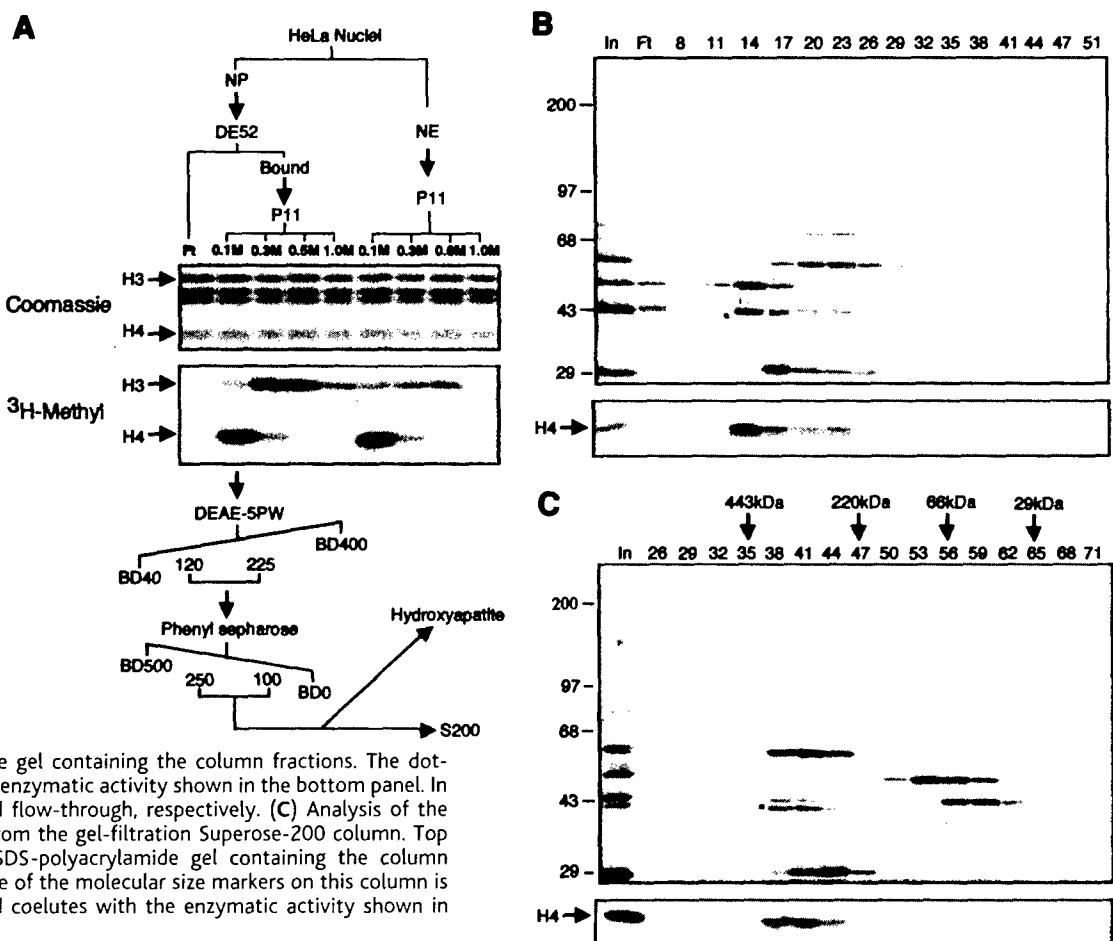 A
HeLa Nuclei
NP
DE52
NE
Bound
P11
P11
Ft 0.1M 0.3M 0.5M 1.0M 0.1M 0.3M 0.5M 1.0M
H3
Coomassie
H4
H3
³H-Methyl
H4
DEAE-5PW
BD40 120 225 BD400
Hydroxyapatite
Phenyl sepharose
BD500 250 100 BD0
S200
e gel containing the column fractions. The dot-
enzymatic activity shown in the bottom panel. In
l flow-through, respectively. (C) Analysis of the
rom the gel-filtration Superose-200 column. Top
SDS-polyacrylamide gel containing the column
e of the molecular size markers on this column is
l coelutes with the enzymatic activity shown in
B
In Ft 8 11 14 17 20 23 26 29 32 35 38 41 44 47 51
200
97
68
43
29
H4
C
443kDa 220kDa 66kDa 29kDa
In 26 29 32 35 38 41 44 47 50 53 56 59 62 65 68 71
200
97
68
43
29
H4